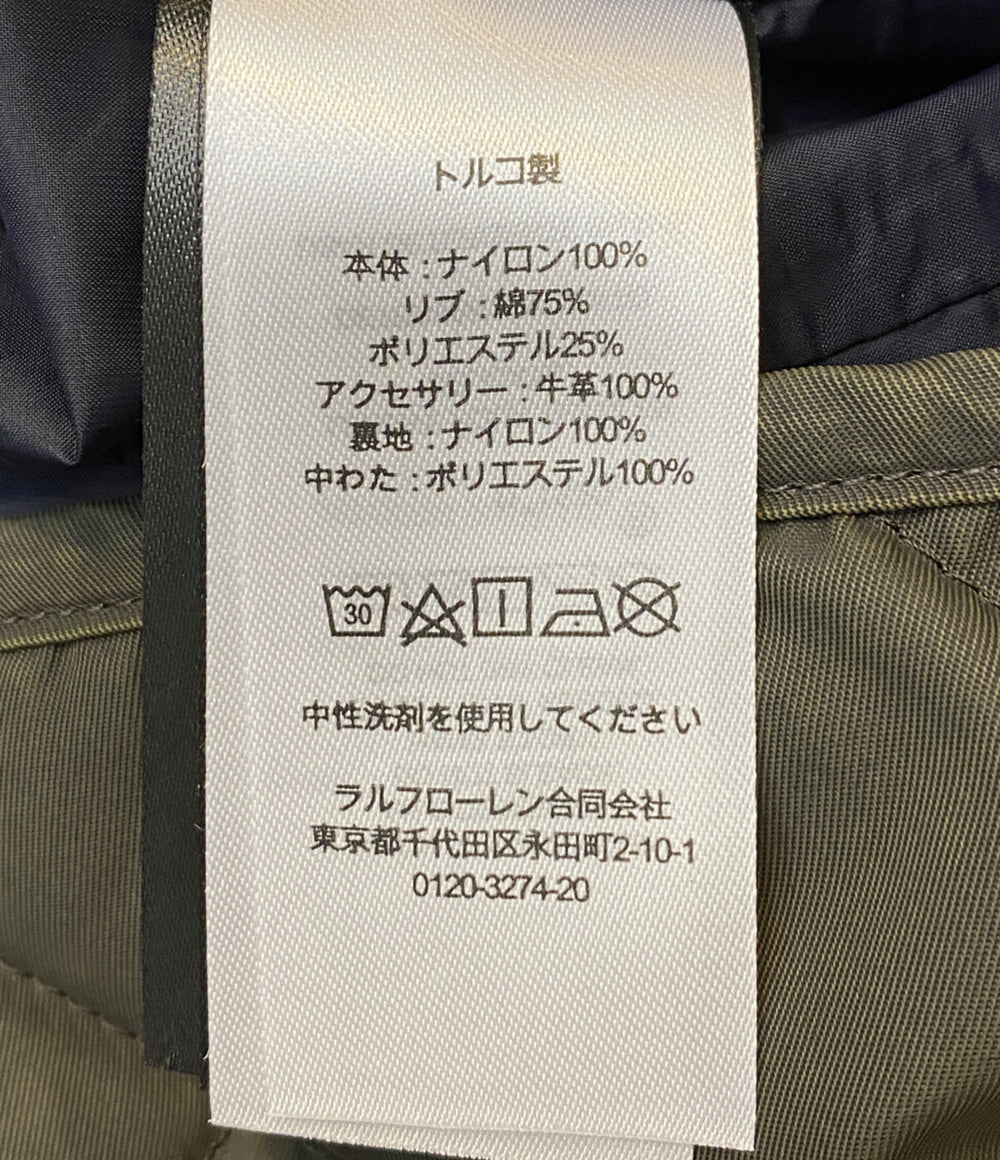 トルコ製
本体 : ナイロン100%
リブ : 綿75%
ポリエステル25%
アクセサリー : 牛革100%
裏地 : ナイロン100%
中わた : ポリエステル100%
30
中性洗剤を使用してください
ラルフローレン合同会社
東京都千代田区永田町2-10-1
0120-3274-20